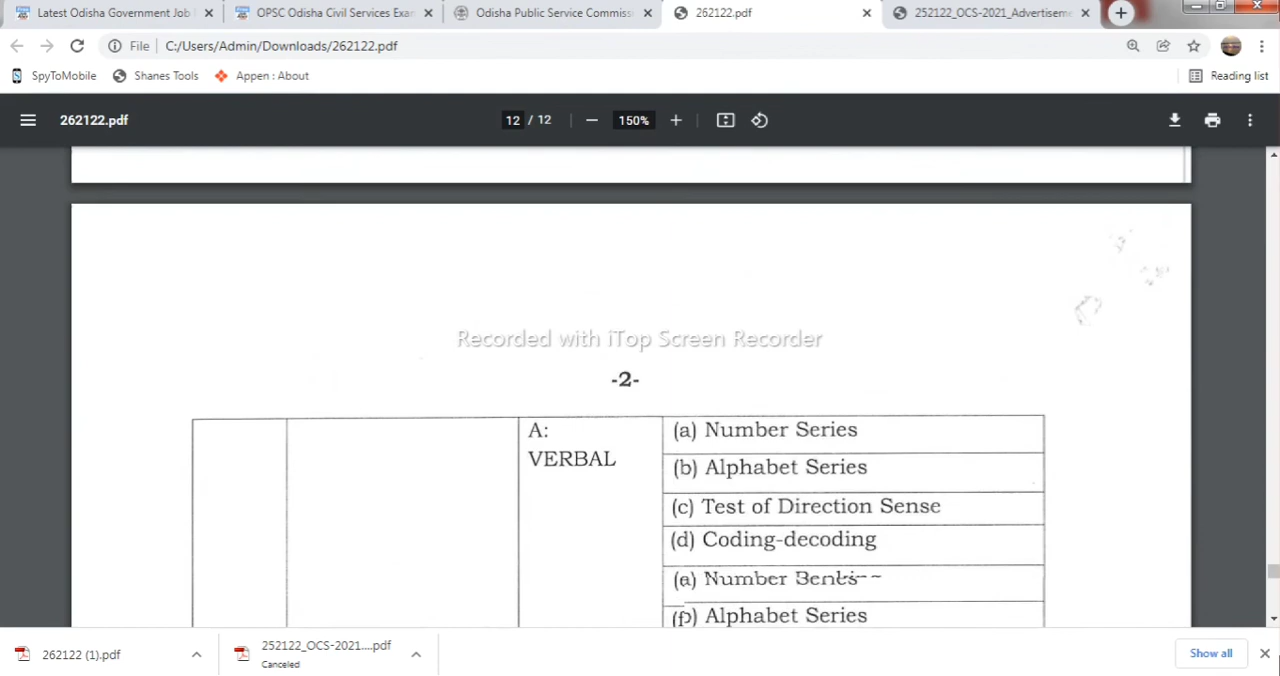 Latest Odisha Government Job
OPSC Odisha Civil Services Exar
Odisha Public Service Commiss
262122.pdf
252122_OCS-2021_Advertiseme
File C:/Users/Admin/Downloads/262122.pdf
SpyToMobile Shanes Tools Appen : About Reading list
262122.pdf 12 / 12 150%
Recorded with iTop Screen Recorder
-2-
A:
VERBAL
(a) Number Series
(b) Alphabet Series
(c) Test of Direction Sense
(d) Coding-decoding
(a) Number
Alphabet Series
262122 (1).pdf
252122_OCS-2021....pdf
Canceled
Show all